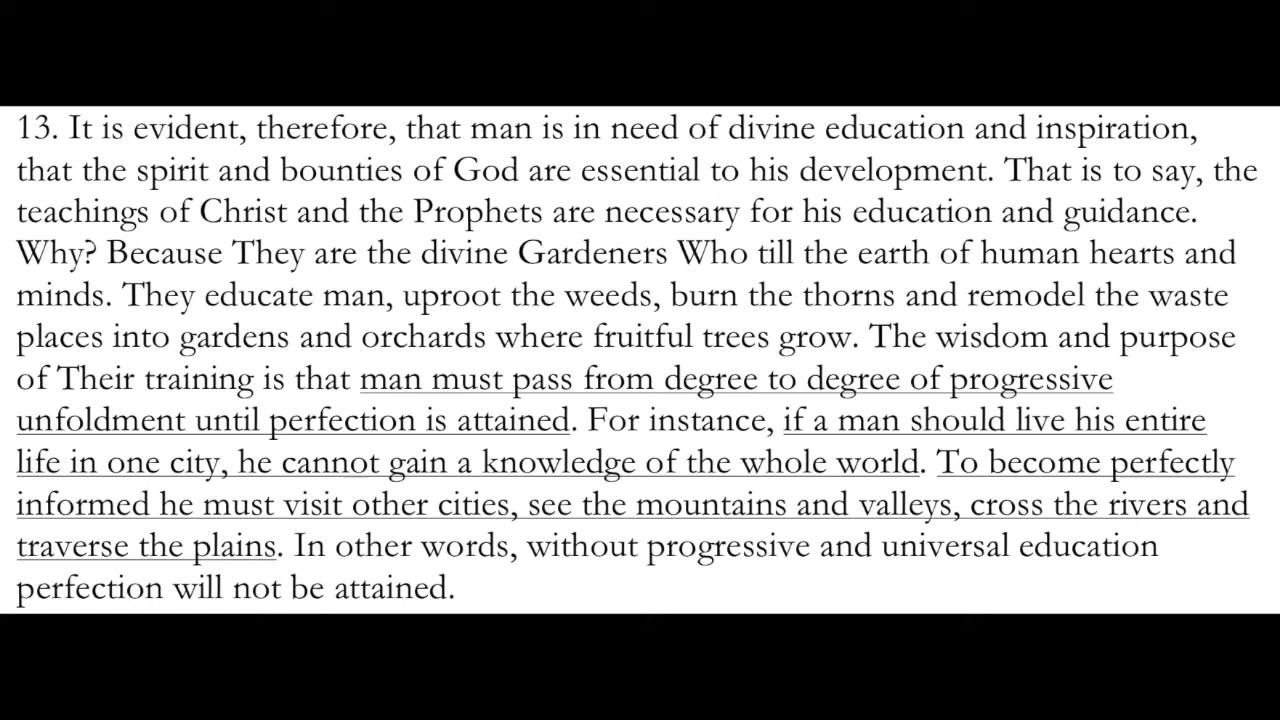 13. It is evident, therefore, that man is in need of divine education and inspiration,
that the spirit and bounties of God are essential to his development. That is to say, the
teachings of Christ and the Prophets are necessary for his education and guidance.
Why? Because They are the divine Gardeners Who till the earth of human hearts and
minds. They educate man, uproot the weeds, burn the thorns and remodel the waste
places into gardens and orchards where fruitful trees grow. The wisdom and purpose
of Their training is that man must pass from degree to degree of progressive
unfoldment until perfection is attained. For instance, if a man should live his entire
life in one city, he cannot gain a knowledge of the whole world. To become perfectly
informed he must visit other cities, see the mountains and valleys, cross the rivers and
traverse the plains. In other words, without progressive and universal education
perfection will not be attained.